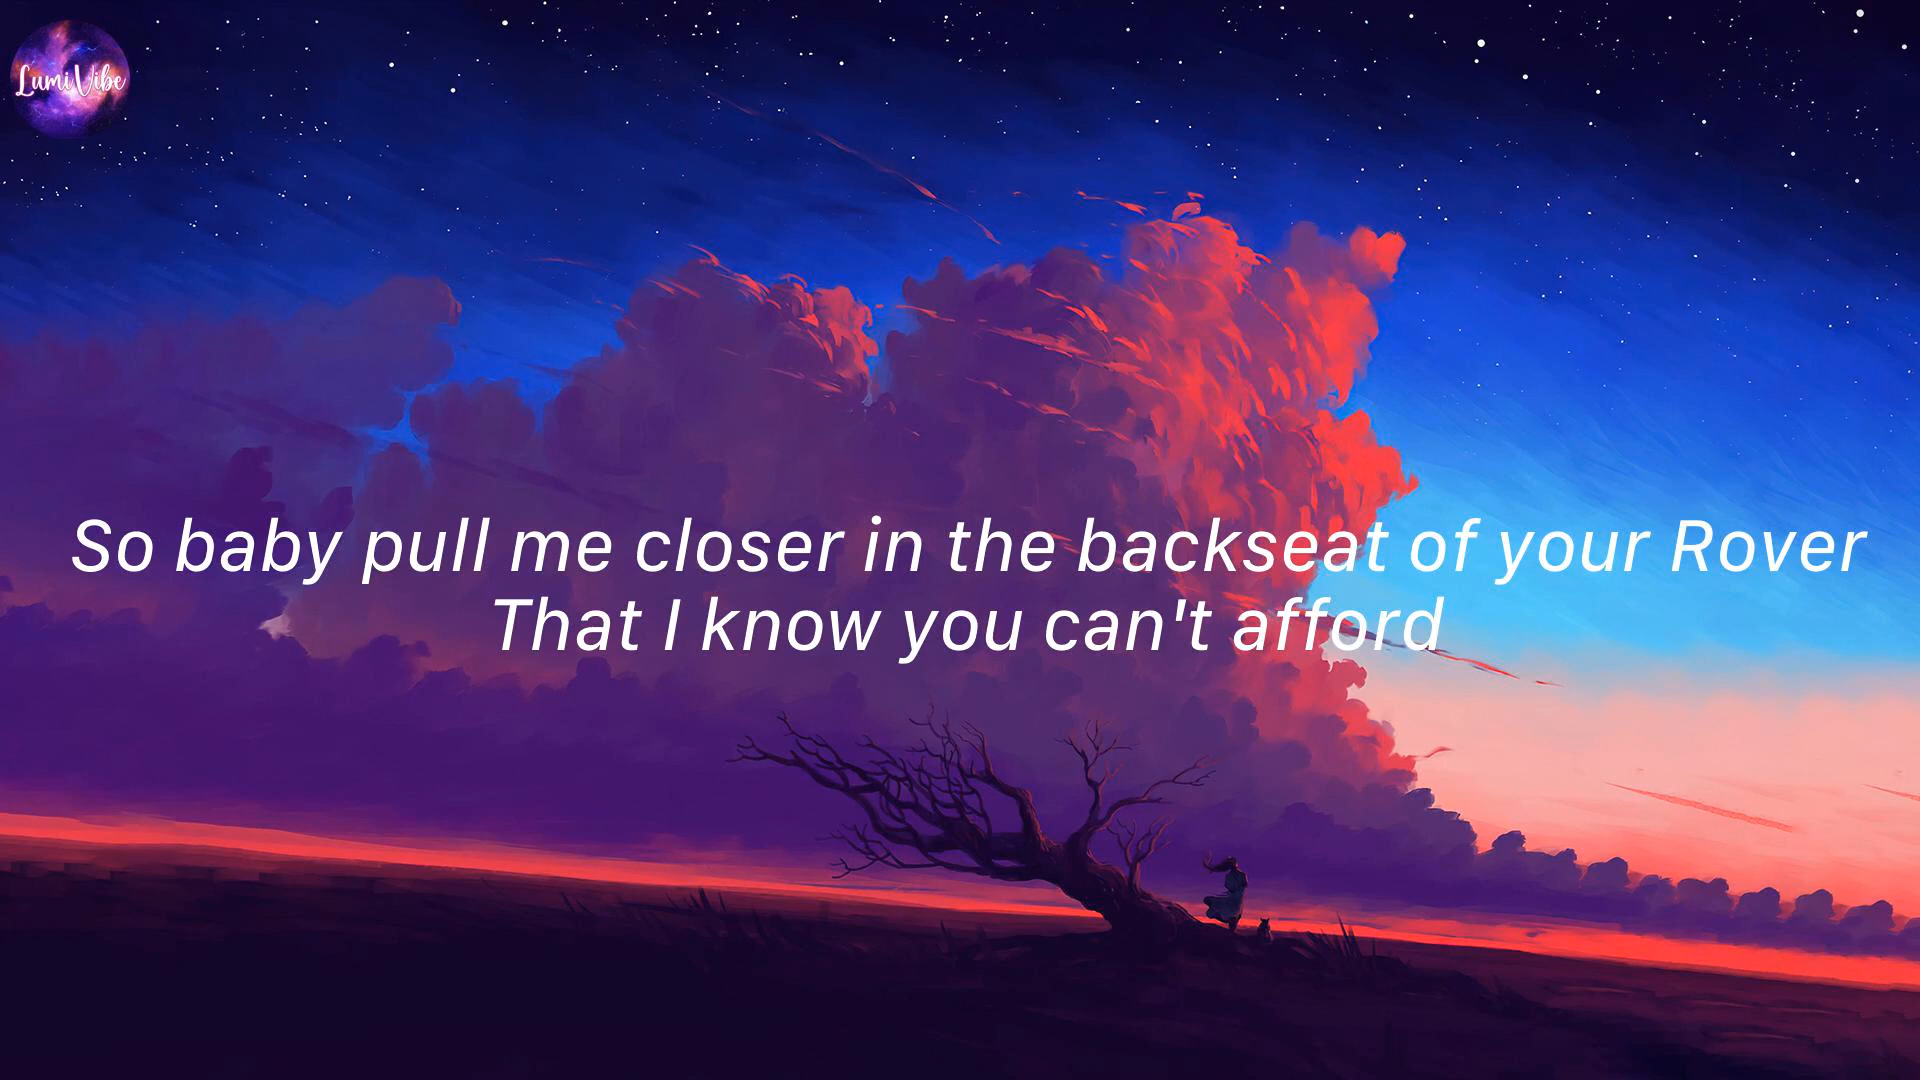 LumiVibe
So baby pull me closer in the backseat of your Rover
That I know you can't afford